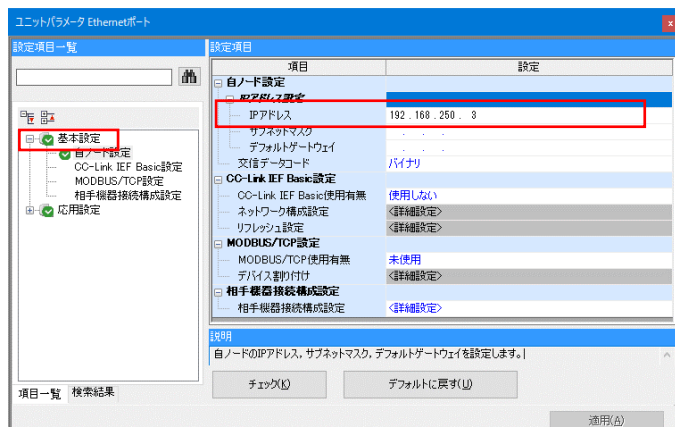 ユニットパラメータ Ethernetポート
設定項目一覧
基本設定
自ノード設定
CC-Link IEF Basic設定
MODBUS/TCP設定
相手機器接続構成設定
応用設定
項目一覧 検索結果
設定項目
項目 設定
自ノード設定
IPアドレス設定
IPアドレス 192 . 168 . 250 . 3
サブネットマスク . . .
デフォルトゲートウェイ . . .
交信データコード バイナリ
CC-Link IEF Basic設定
CC-Link IEF Basic使用有無 使用しない
ネットワーク構成設定 <詳細設定>
リフレッシュ設定 <詳細設定>
MODBUS/TCP設定
MODBUS/TCP使用有無 未使用
デバイス割り付け <詳細設定>
相手機器接続構成設定
相手機器接続構成設定 <詳細設定>
説明
自ノードのIPアドレス, サブネットマスク, デフォルトゲートウェイを設定します。
チェック(K) デフォルトに戻す(U)
適用(A)